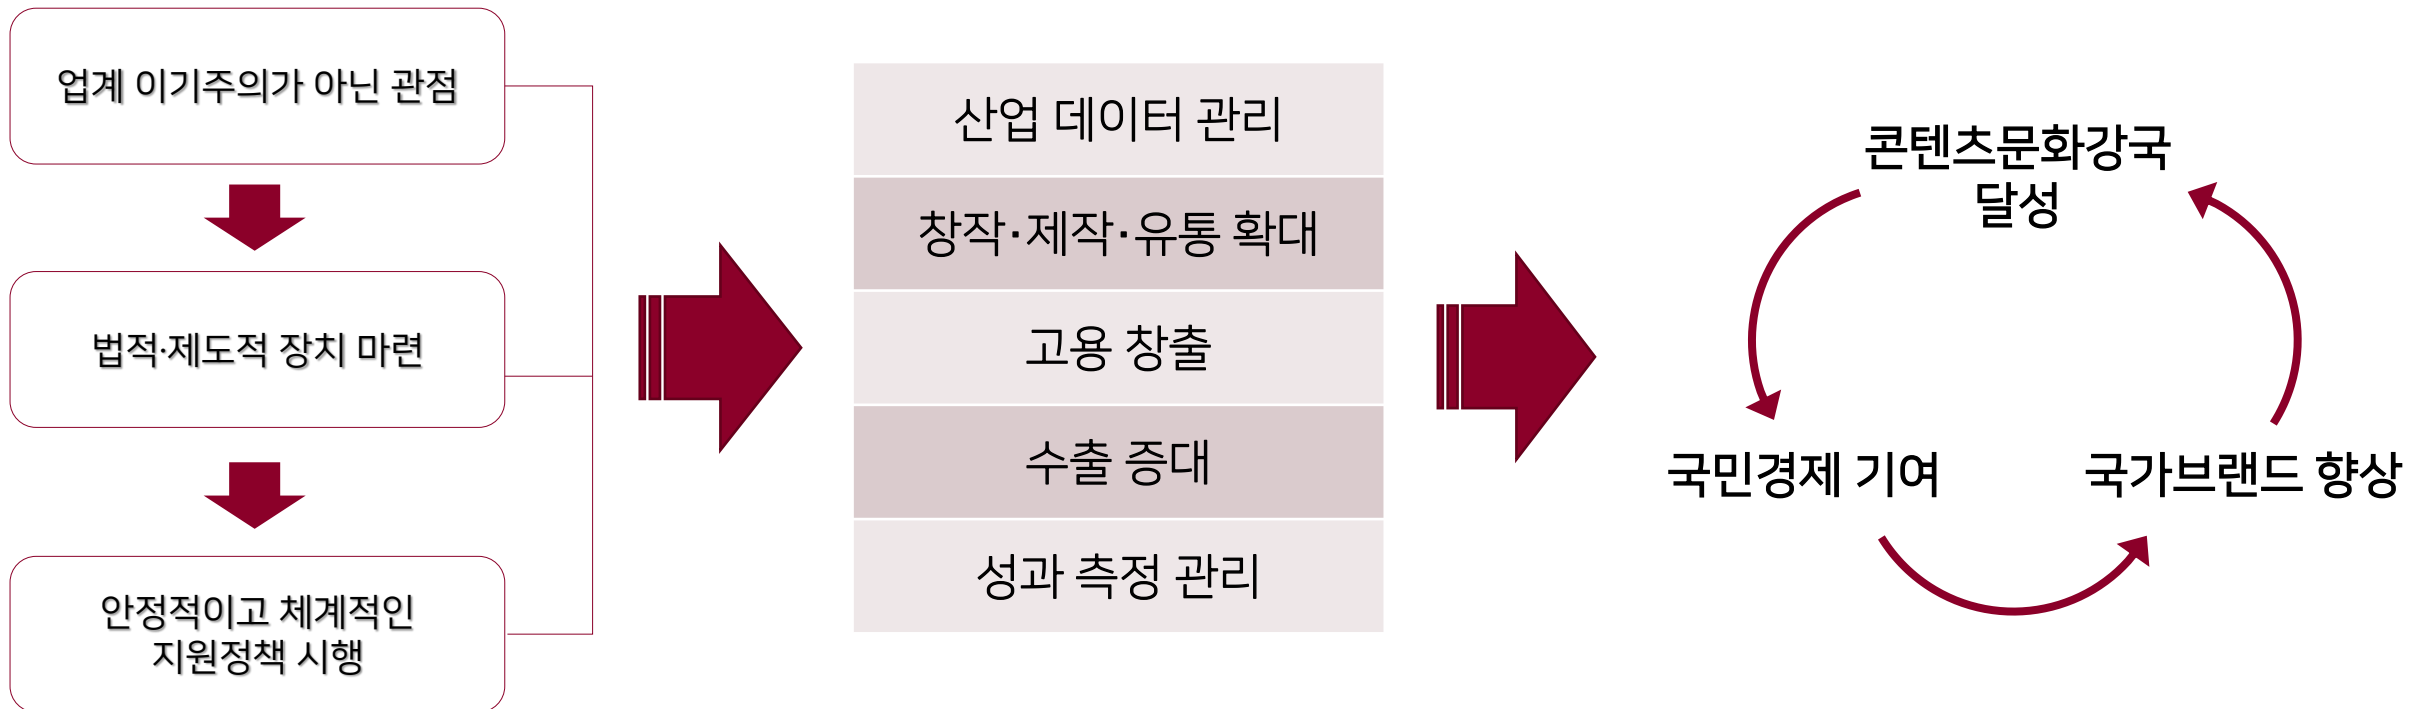 업계 이기주의가 아닌 관점
법적·제도적 장치 마련
안정적이고 체계적인
지원정책 시행
산업 데이터 관리
창작·제작·유통 확대
고용 창출
수출 증대
성과 측정 관리
콘텐츠문화강국
달성
국민경제 기여
국가브랜드 향상